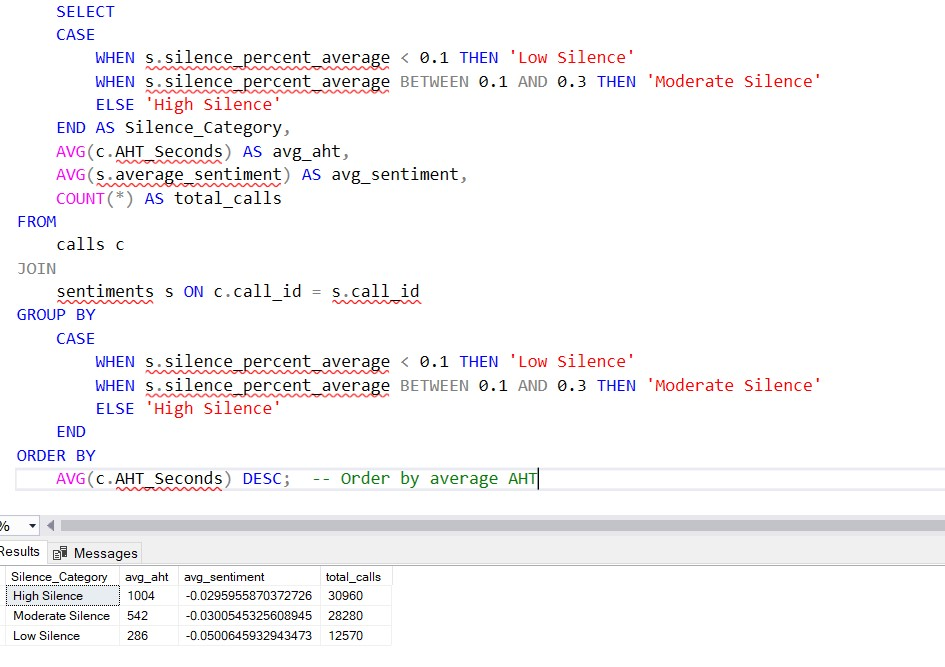 SELECT
CASE
WHEN s.silence_percent_average < 0.1 THEN 'Low Silence'
WHEN s.silence_percent_average BETWEEN 0.1 AND 0.3 THEN 'Moderate Silence'
ELSE 'High Silence'
END AS Silence_Category,
AVG(c.AHT_Seconds) AS avg_aht,
AVG(s.average_sentiment) AS avg_sentiment,
COUNT(*) AS total_calls
FROM
calls c
JOIN
sentiments s ON c.call_id = s.call_id
GROUP BY
CASE
WHEN s.silence_percent_average < 0.1 THEN 'Low Silence'
WHEN s.silence_percent_average BETWEEN 0.1 AND 0.3 THEN 'Moderate Silence'
ELSE 'High Silence'
END
ORDER BY
AVG(c.AHT_Seconds) DESC;  -- Order by average AHT
%
Results Messages
Silence_Category avg_aht avg_sentiment total_calls
High Silence 1004 -0.0295955870372726 30960
Moderate Silence 542 -0.0300545325608945 28280
Low Silence 286 -0.0500645932943473 12570